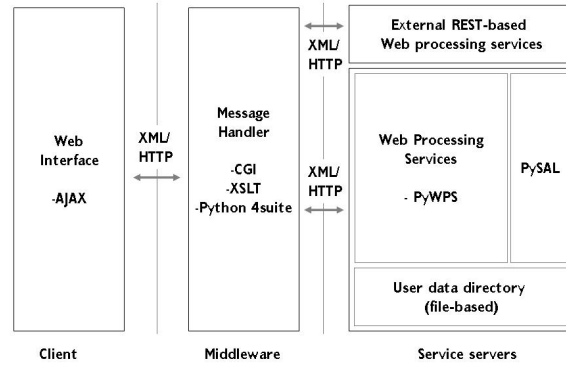 Web
Interface
-AJAX
XML/
HTTP
Message
Handler
-CGI
-XSLT
-Python 4suite
XML/
HTTP
XML/
HTTP
External REST-based
Web processing services
Web Processing
Services
- PyWPS
PySAL
User data directory
(file-based)
Client
Middleware
Service servers